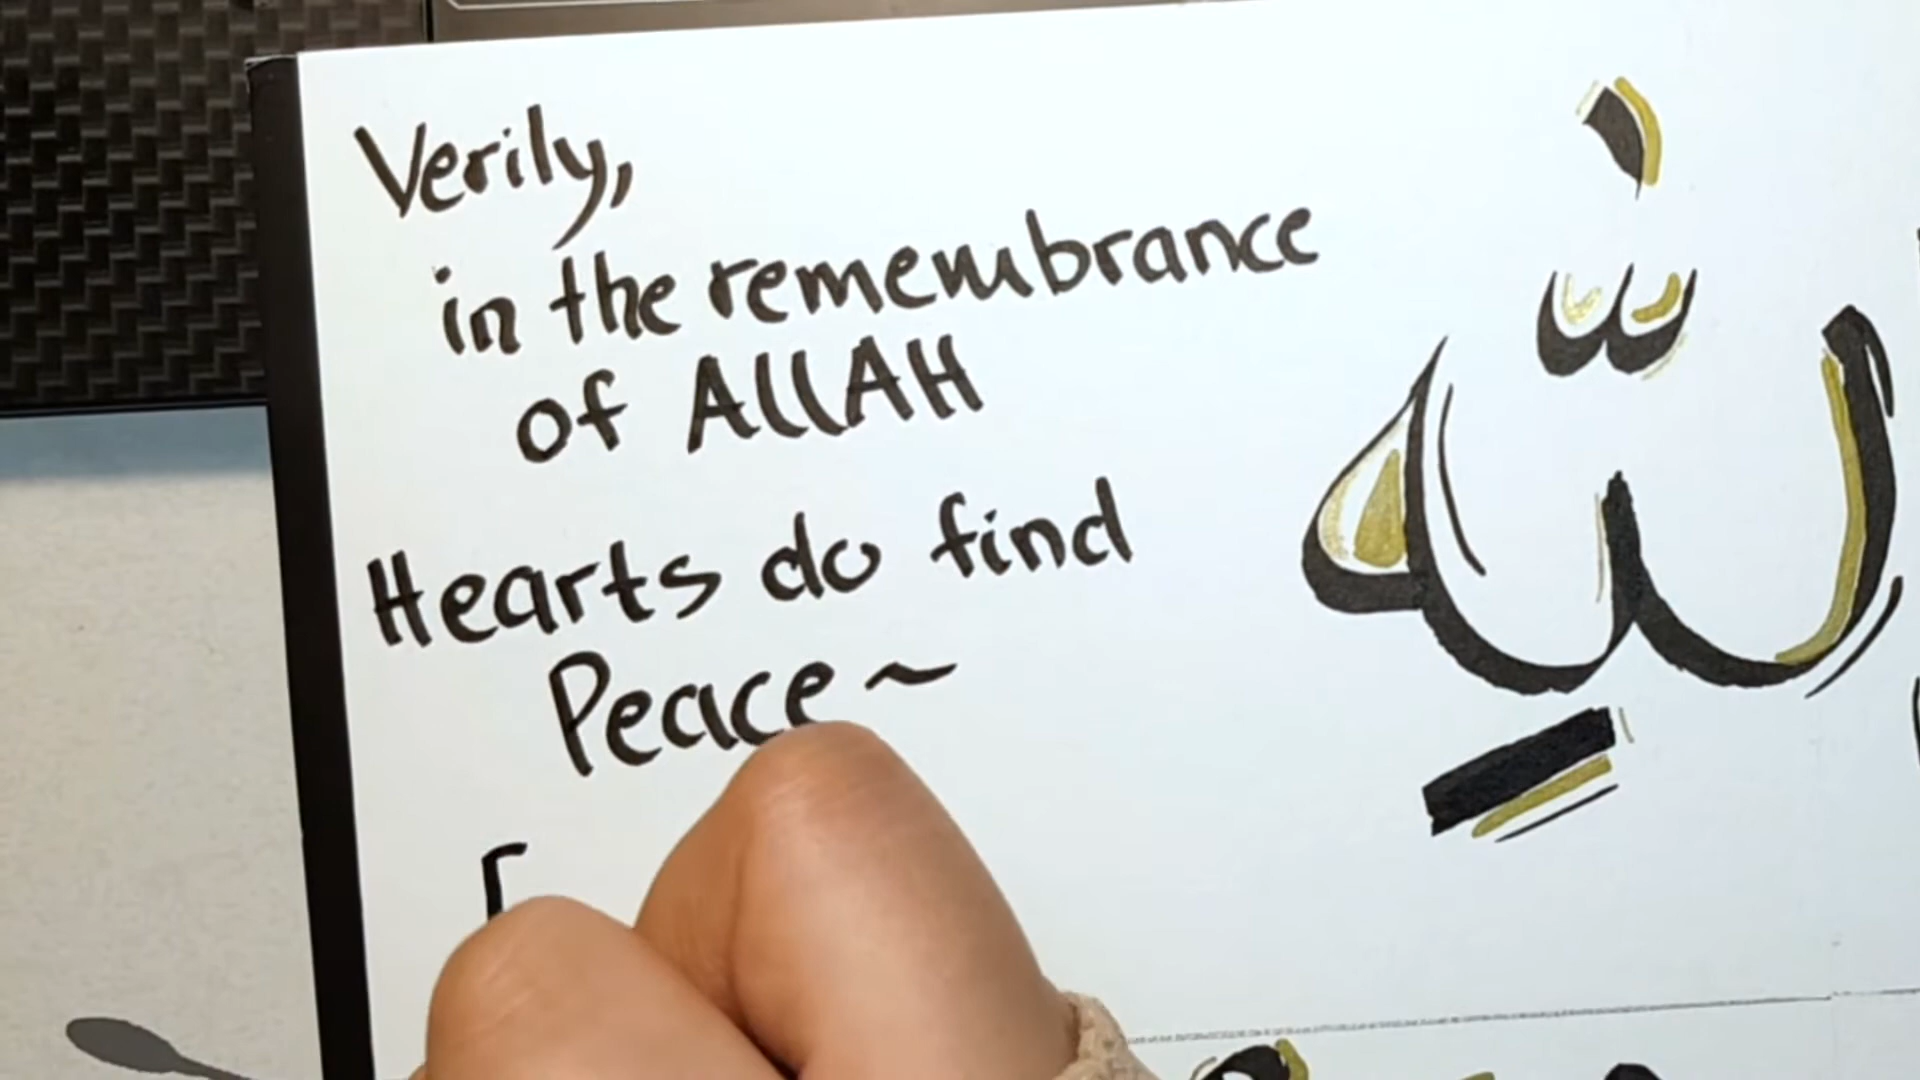 Verily,
in the remembrance
of ALLAH
Hearts do find
Peace ~
[